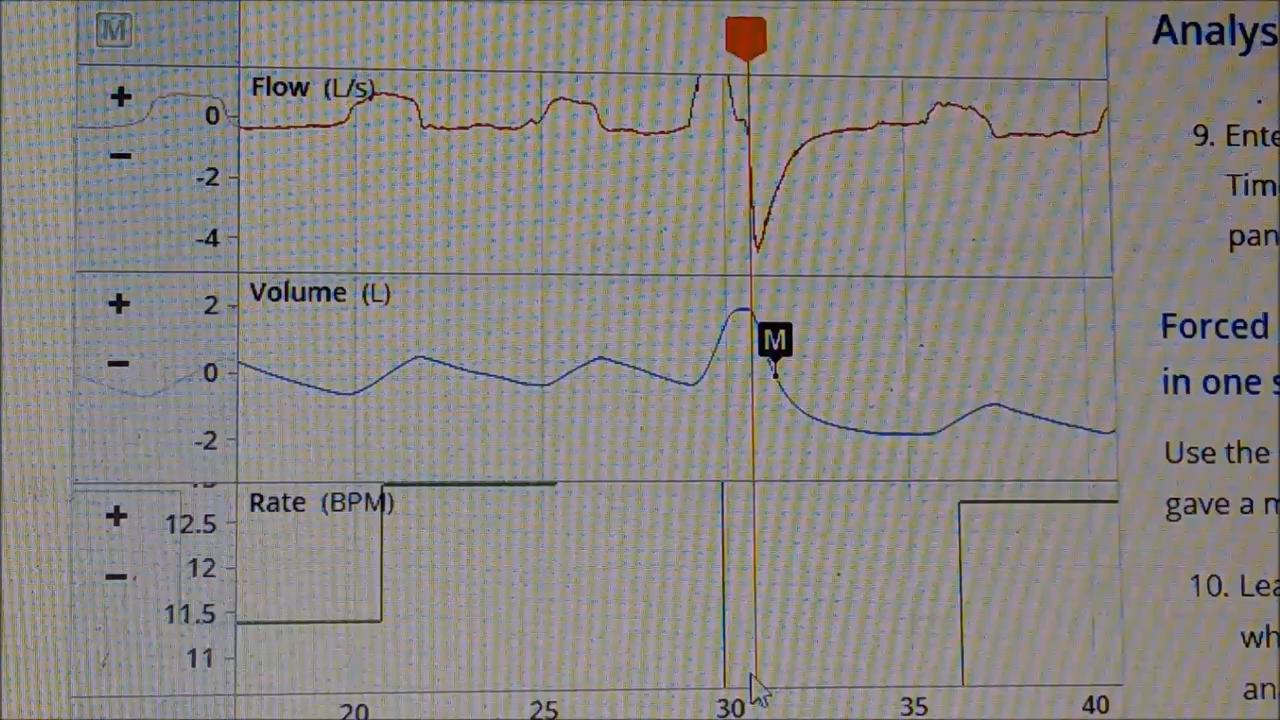 M
Flow (L/s)
0
-2
-4
Volume (L)
2
0
-2
M
Rate (BPM)
12.5
12
11.5
11
20
25
30
35
40
Analys
9. Ente
Tim
pan
Forced
in one s
Use the
gave a
10. Lea
wh
an